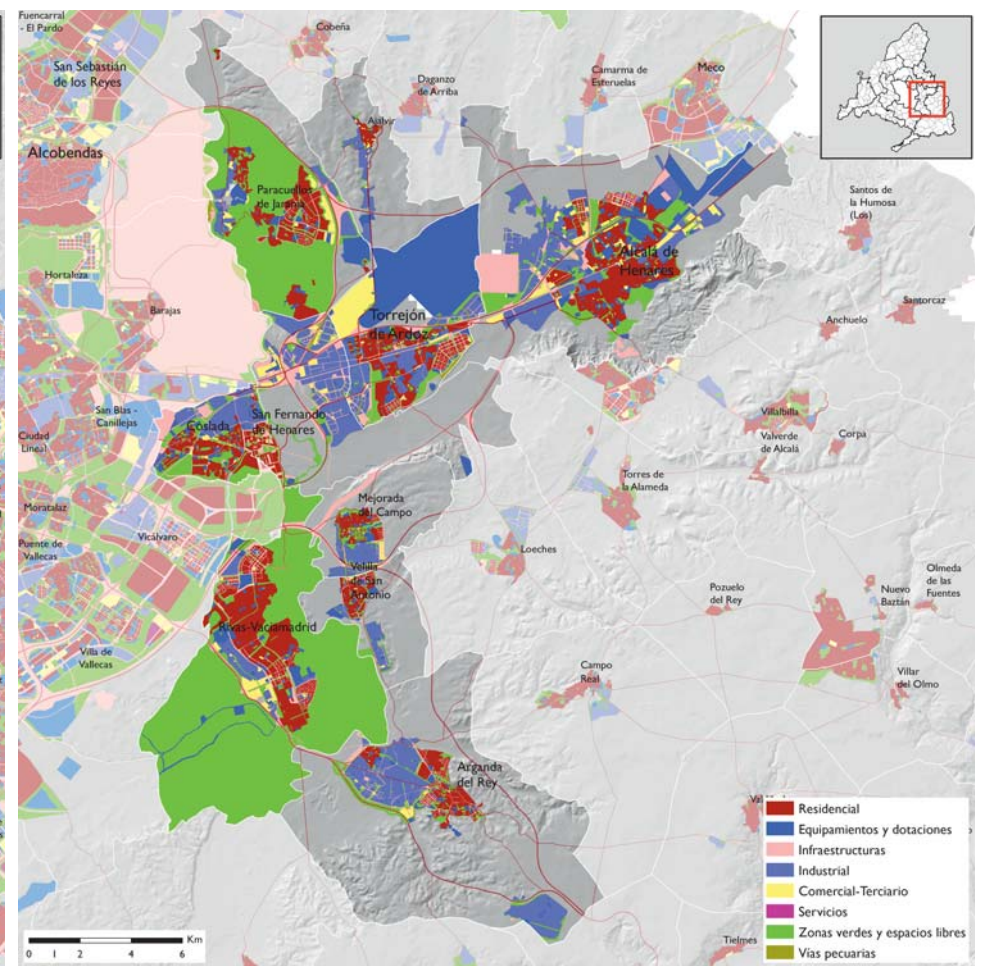 Fuencarral
- El Pardo
Cobeña
San Sebastián
de los Reyes
Daganzo
de Arriba
Camarma de
Esteruelas
Meco
Ajalvir
Alcobendas
Paracuellos
de Jarama
Santos de
la Humosa
(Los)
Alcalá de
Henares
Hortaleza
Barajas
Santorcaz
Anchuelo
Torrejón
de Ardoz
San Blas -
Canillejas
San Fernando
de Henares
Coslada
Ciudad
Lineal
Villalbilla
Valverde
de Alcalá
Corpa
Torres de
la Alameda
Moratalaz
Mejorada
del Campo
Vicálvaro
Puente de
Vallecas
Loeches
Velilla
de San
Antonio
Pozuelo
del Rey
Olmeda
de las
Fuentes
Nuevo
Baztán
Rivas-Vaciamadrid
Villa de
Vallecas
Campo
Real
Villar
del Olmo
Arganda
del Rey
Residencial
Equipamientos y dotaciones
Infraestructuras
Industrial
Comercial-Terciario
Servicios
Zonas verdes y espacios libres
Vías pecuarias
Tielmes
Km
0 1 2 4 6